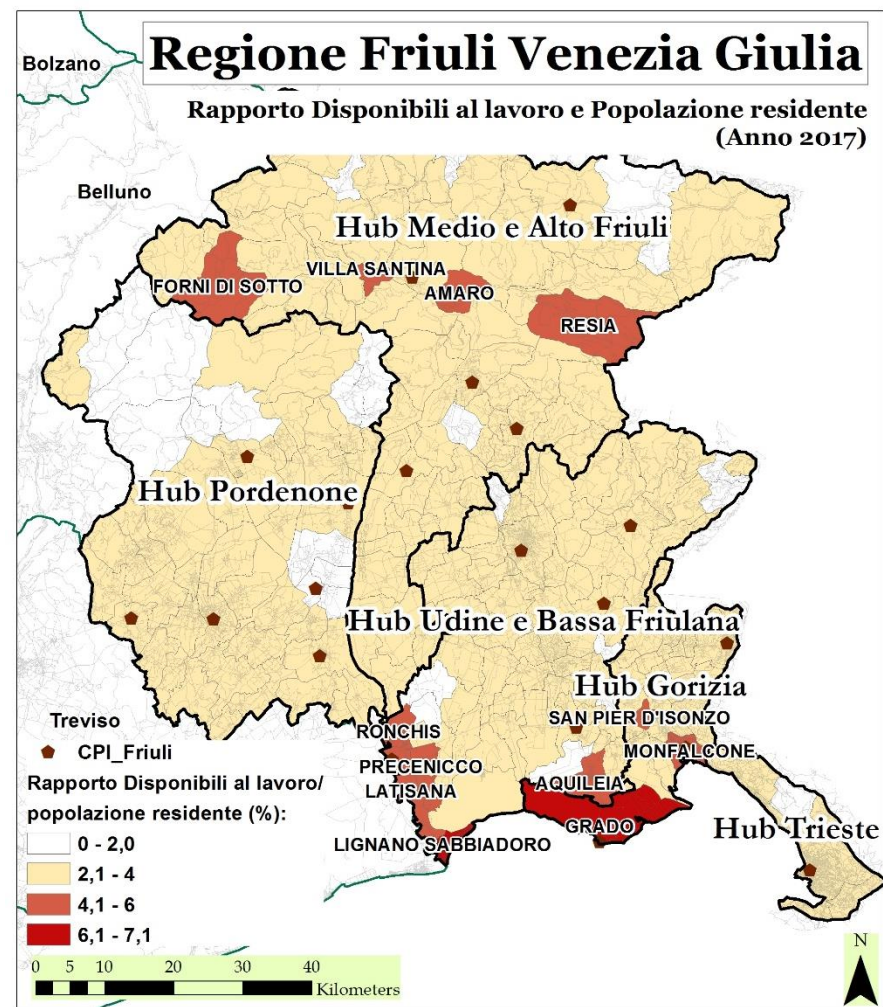 Regione Friuli Venezia Giulia
Rapporto Disponibili al lavoro e Popolazione residente
(Anno 2017)
Bolzano
Belluno
Hub Medio e Alto Friuli
VILLA SANTINA
FORNI DI SOTTO
AMARO
RESIA
Hub Pordenone
Hub Udine e Bassa Friulana
Hub Gorizia
SAN PIER D'ISONZO
RONCHIS
MONFALCONE
PRECENICCO
AQUILEIA
LATISANA
GRADO
Hub Trieste
LIGNANO SABBIADORO
Treviso
CPI_Friuli
Rapporto Disponibili al lavoro/
popolazione residente (%):
0 - 2,0
2,1 - 4
4,1 - 6
6,1 - 7,1
0 5 10 20 30 40
Kilometers
N